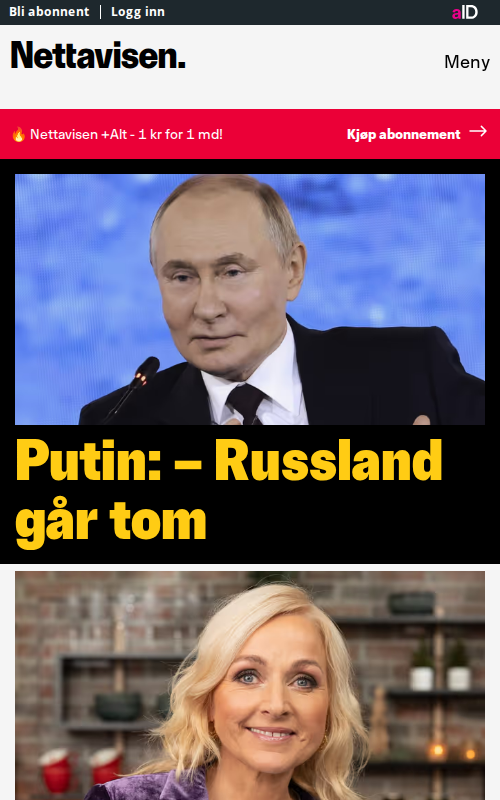 Bli abonnent | Logg inn
aID
Nettavisen.
Meny
🔥 Nettavisen +Alt - 1 kr for 1 md!
Kjøp abonnement →
Putin: – Russland
går tom